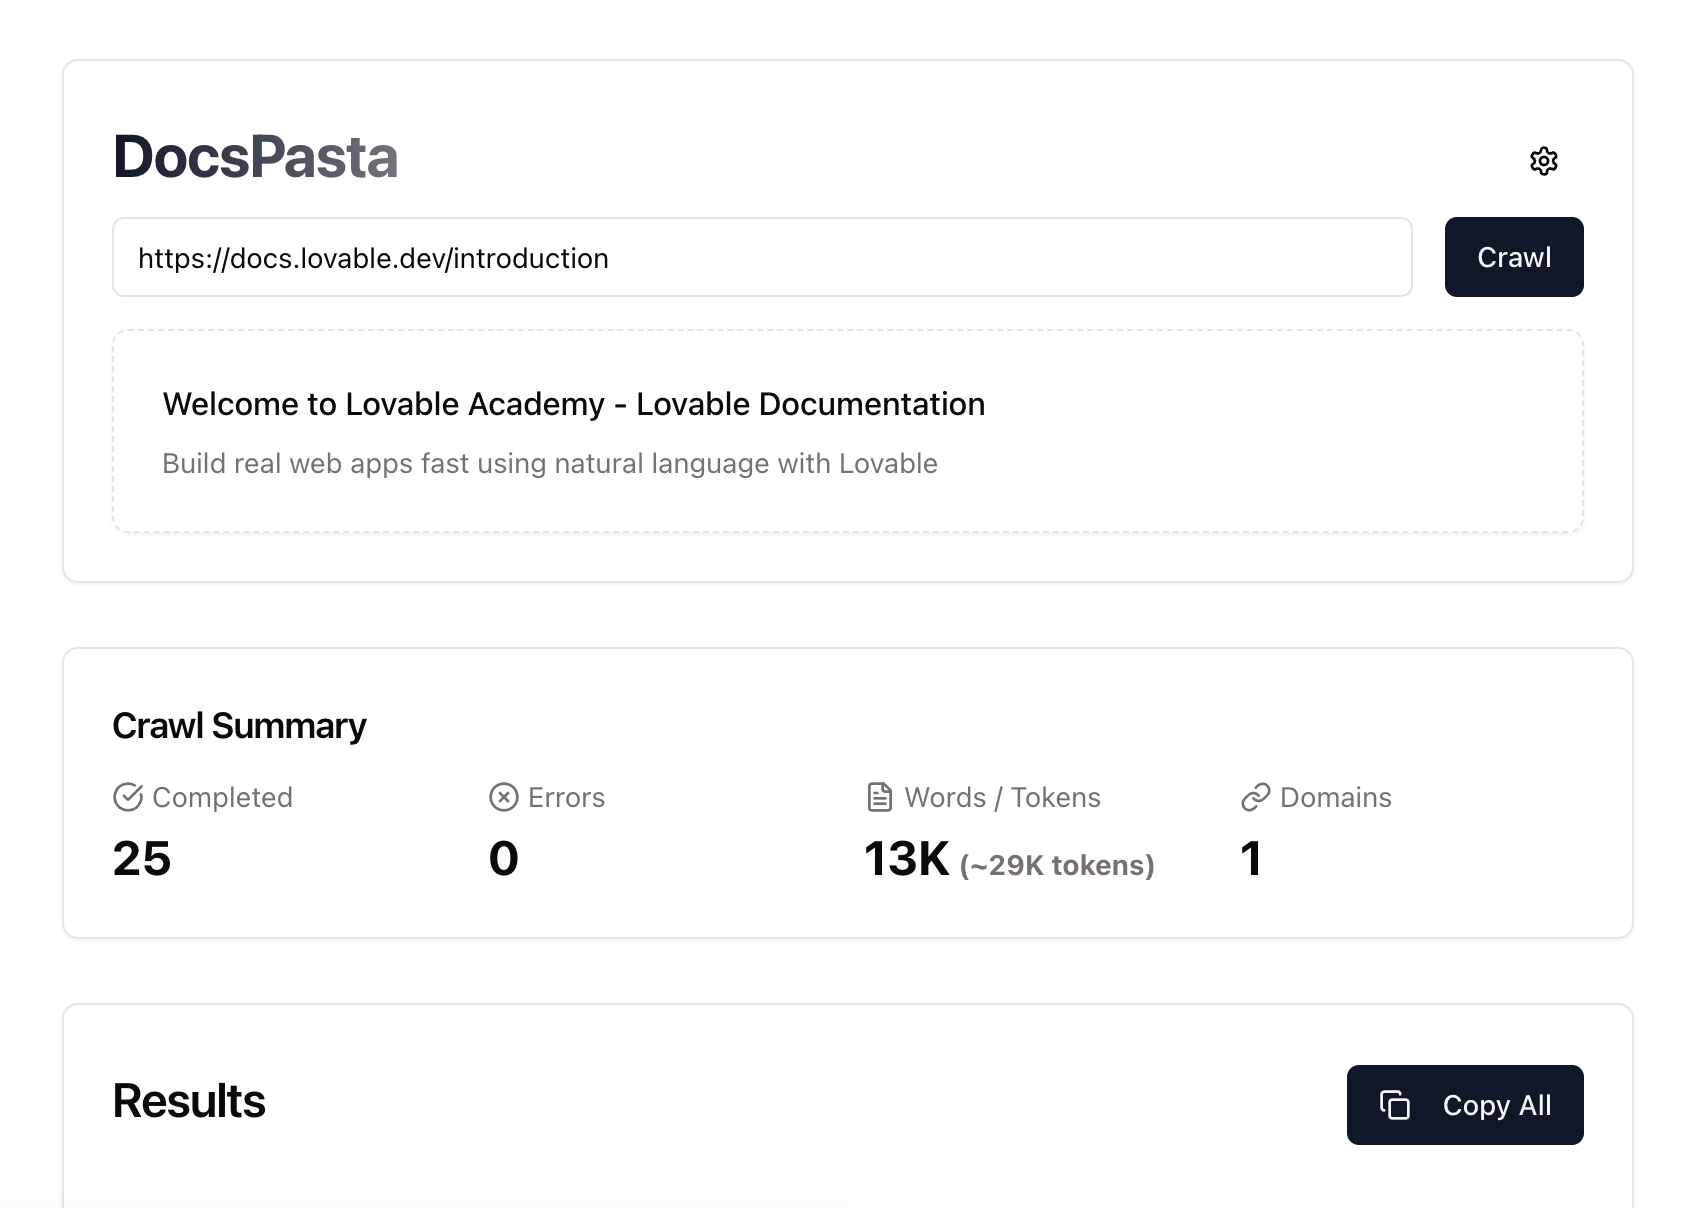 DocsPasta
https://docs.lovable.dev/introduction
Crawl
Welcome to Lovable Academy - Lovable Documentation
Build real web apps fast using natural language with Lovable
Crawl Summary
Completed
25
Errors
0
Words / Tokens
13K (~29K tokens)
Domains
1
Results
Copy All